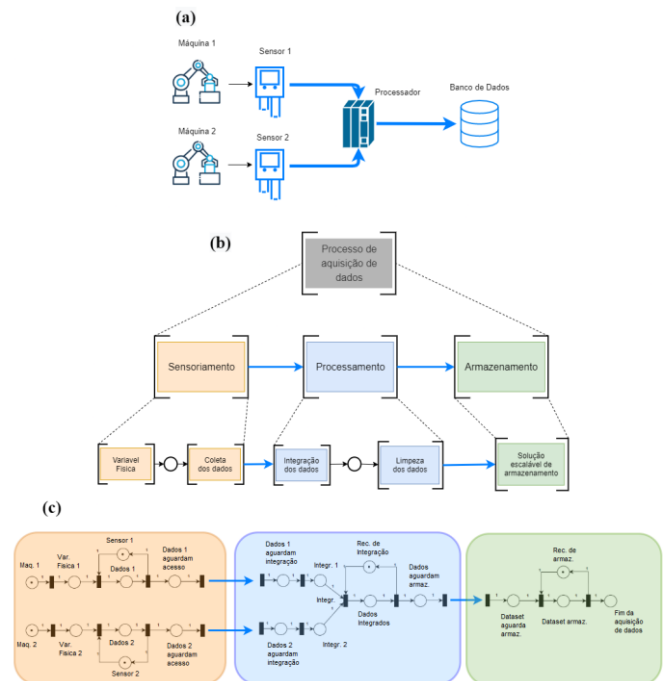 (a)
Máquina 1
Sensor 1
Processador
Banco de Dados
Máquina 2
Sensor 2
(b)
Processo de
aquisição de
dados
Sensoriamento
Processamento
Armazenamento
Variavel
Fisica
Coleta
dos dados
Integração
dos dados
Limpeza
dos dados
Solução
escalável de
armazenamento
(c)
Sensor 1
Maq. 1
Var.
Fisica 1
Dados 1
Dados 1
aguardam
acesso
Maq. 2
Var.
Fisica 2
Dados 2
Dados 2
aguardam
acesso
Sensor 2
Dados 1
aguardam
integração
Integr. 1
Rec. de
Integração
Dados
aguardam
armaz.
Integr.
Dados
Integrados
Dados 2
aguardam
integração
Integr. 2
Rec. de
armaz.
Dataset
aguarda
armaz.
Dataset armaz.
Fim da
aquisição
de dados